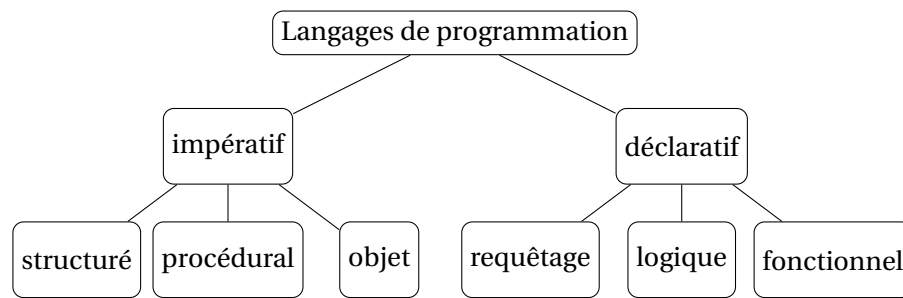 Langages de programmation
impératif
déclaratif
structuré
procédural
objet
requêtage
logique
fonctionnel